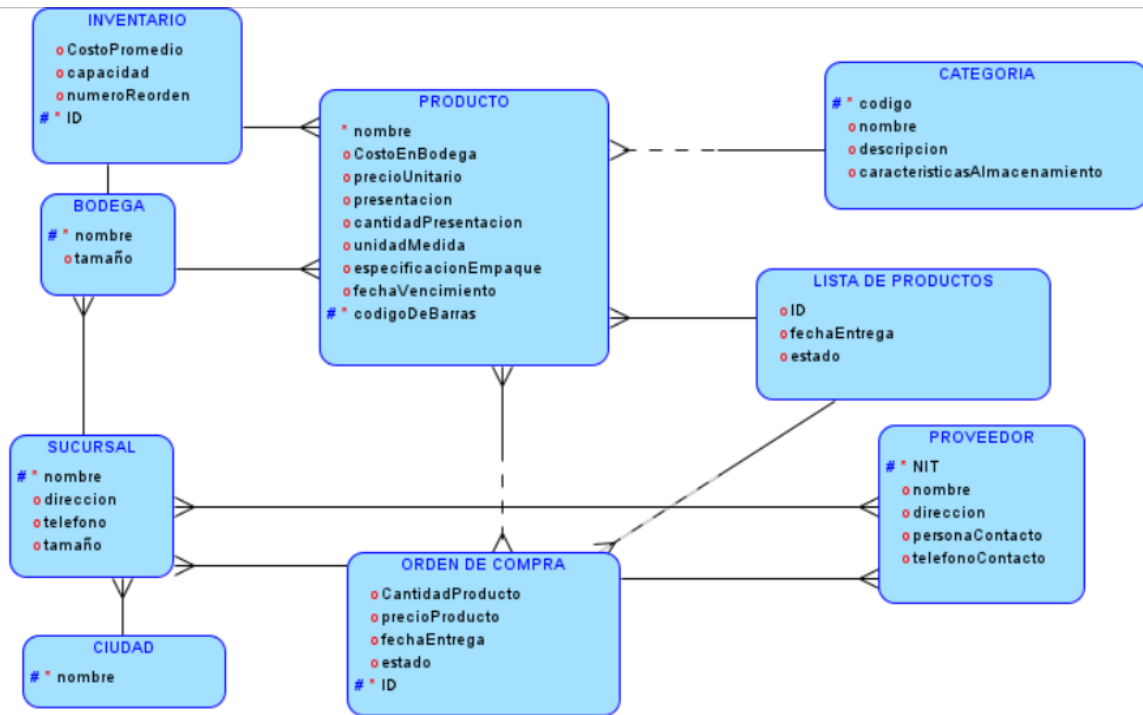 INVENTARIO
o CostoPromedio
o capacidad
o numeroReorden
# * ID
PRODUCTO
* nombre
o CostoEnBodega
o precioUnitario
o presentacion
o cantidadPresentacion
o unidadMedida
o especificacionEmpaque
o fechaVencimiento
# * codigoDeBarras
CATEGORIA
# * codigo
o nombre
o descripcion
o caracteristicasAlmacenamiento
BODEGA
# * nombre
o tamaño
LISTA DE PRODUCTOS
o ID
o fechaEntrega
o estado
SUCURSAL
# * nombre
o direccion
o telefono
o tamaño
PROVEEDOR
# * NIT
o nombre
o direccion
o personaContacto
o telefonoContacto
ORDEN DE COMPRA
o CantidadProducto
o precioProducto
o fechaEntrega
o estado
# * ID
CIUDAD
# * nombre